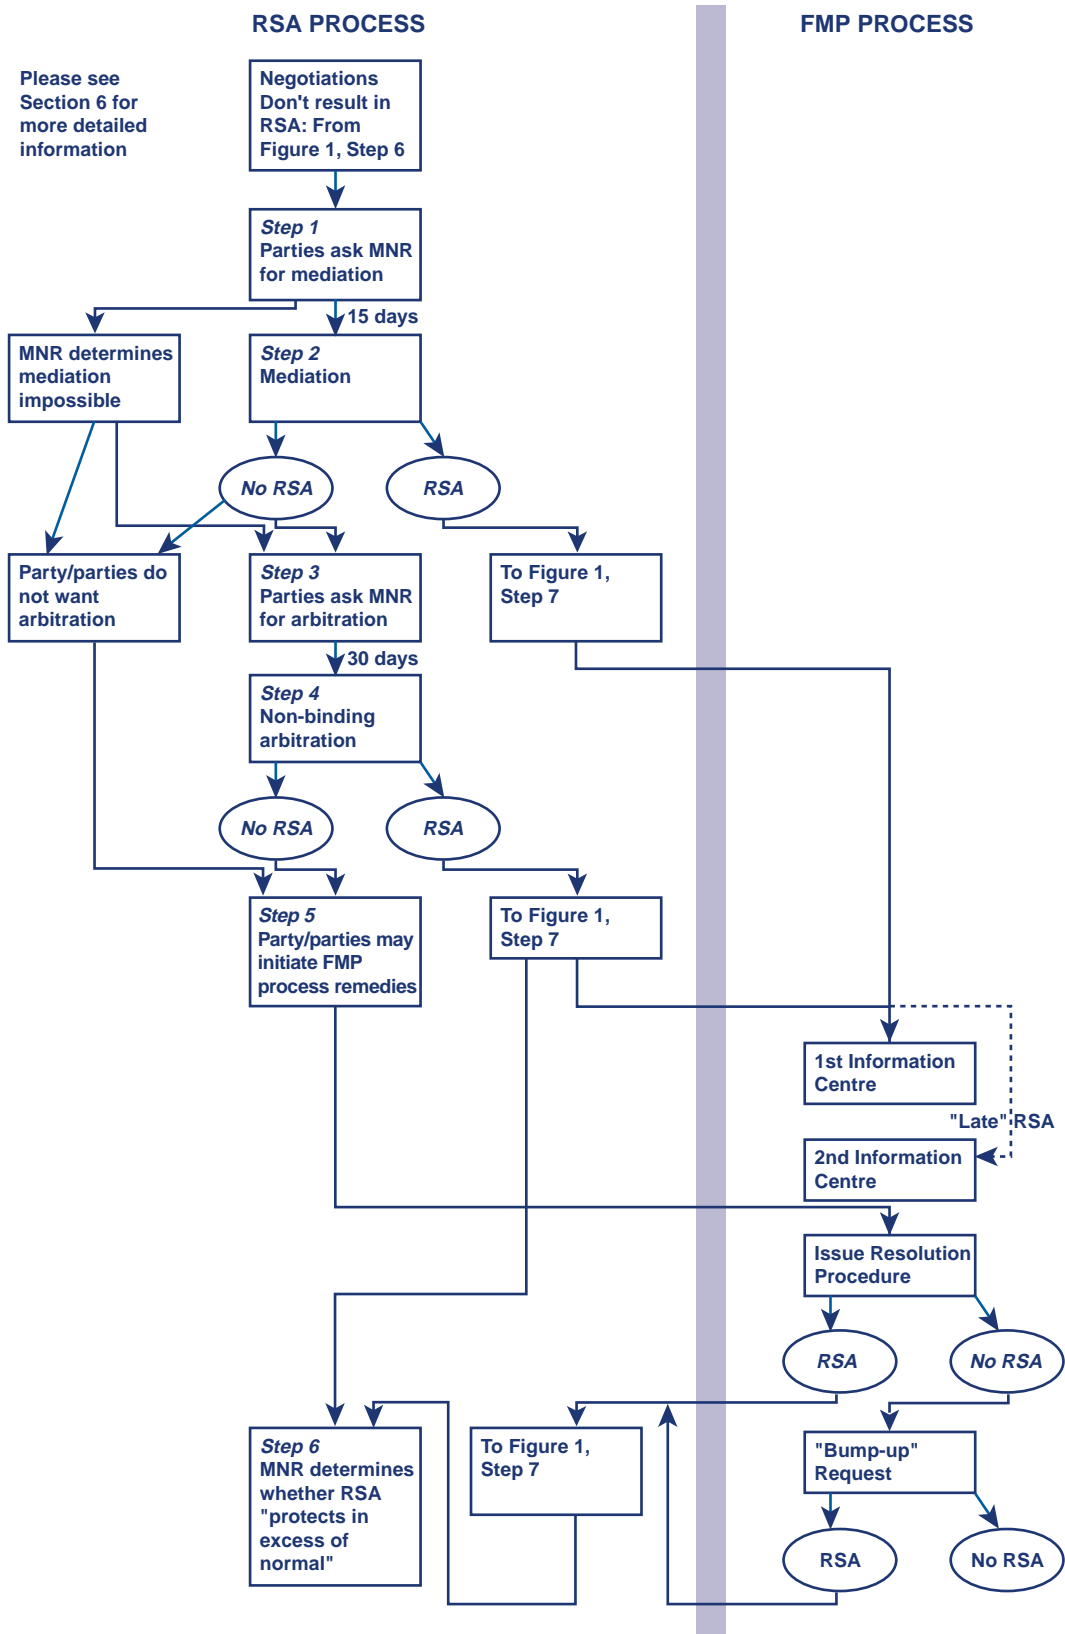 RSA PROCESS
FMP PROCESS
Please see
Section 6 for
more detailed
information
Negotiations
Don't result in
RSA: From
Figure 1, Step 6
Step 1
Parties ask MNR
for mediation
15 days
MNR determines
mediation
impossible
Step 2
Mediation
No RSA
RSA
Party/parties do
not want
arbitration
Step 3
Parties ask MNR
for arbitration
To Figure 1,
Step 7
30 days
Step 4
Non-binding
arbitration
No RSA
RSA
Step 5
Party/parties may
initiate FMP
process remedies
To Figure 1,
Step 7
1st Information
Centre
"Late" RSA
2nd Information
Centre
Issue Resolution
Procedure
RSA
No RSA
Step 6
MNR determines
whether RSA
"protects in
excess of
normal"
To Figure 1,
Step 7
"Bump-up"
Request
RSA
No RSA